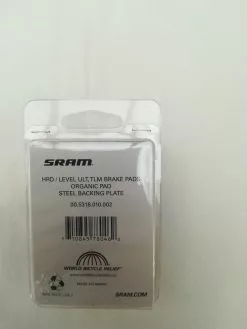 SRAM
HRD / LEVEL ULT,TLM BRAKE PADS
ORGANIC PAD
STEEL BACKING PLATE
00.5318.010.002
WORLD BICYCLE RELIEF
SRAM.COM